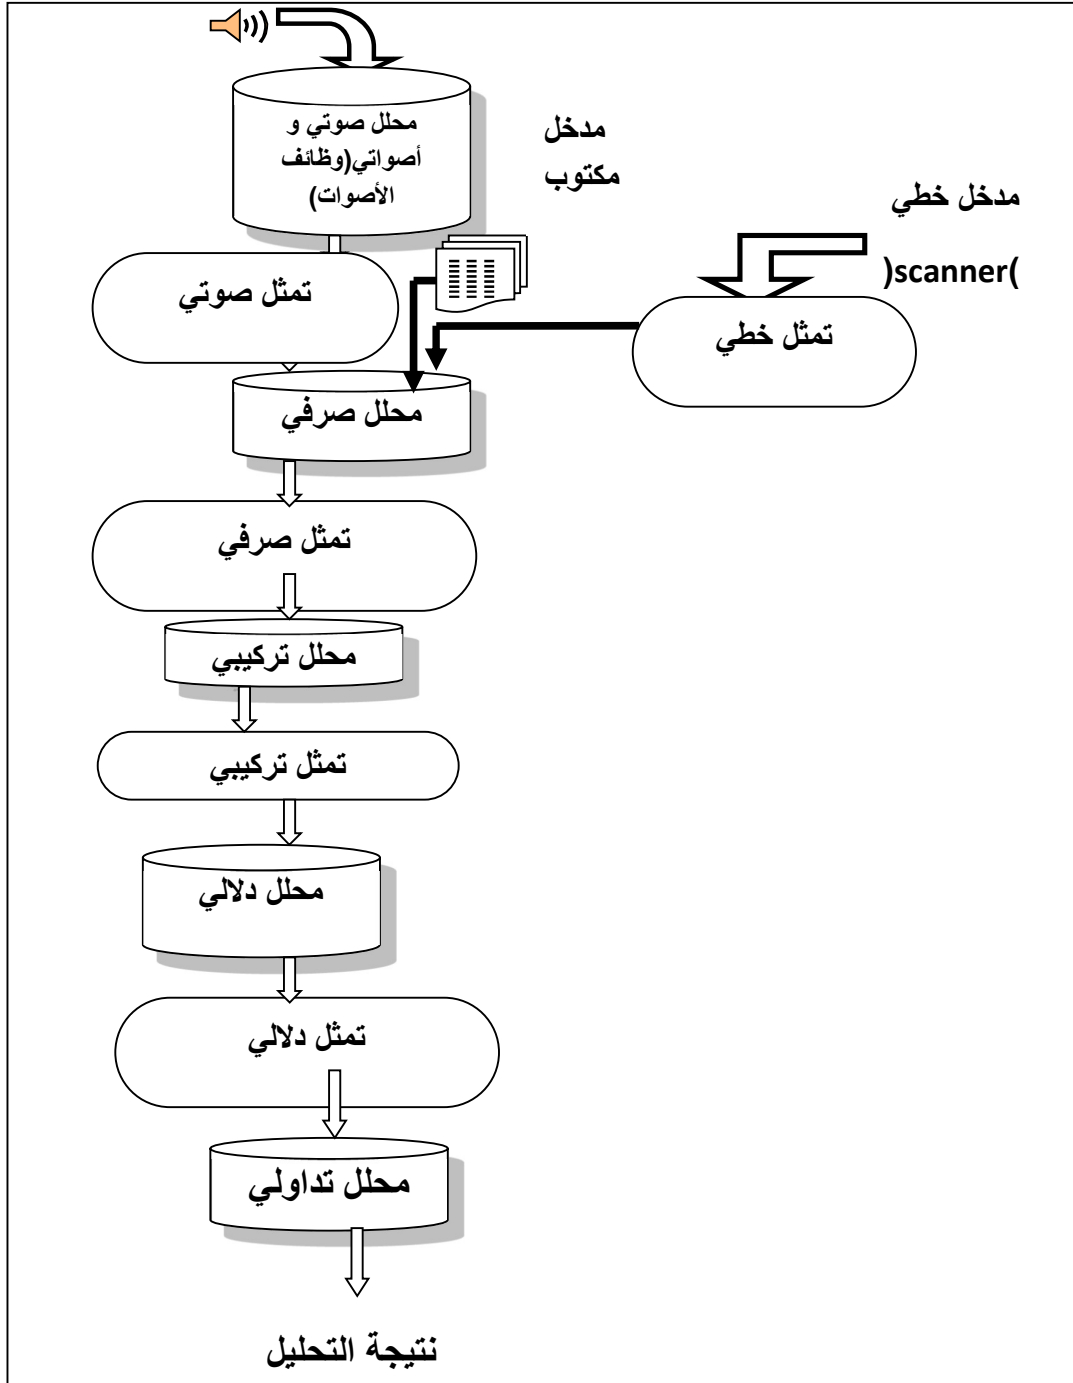 محلل صوتي و
أصواتي(وظائف
الأصوات)
مدخل
مكتوب
مدخل خطي
(scanner)
تمثل صوتي
تمثل خطي
محلل صرفي
تمثل صرفي
محلل تركيبي
تمثل تركيبي
محلل دلالي
تمثل دلالي
محلل تداولي
نتيجة التحليل